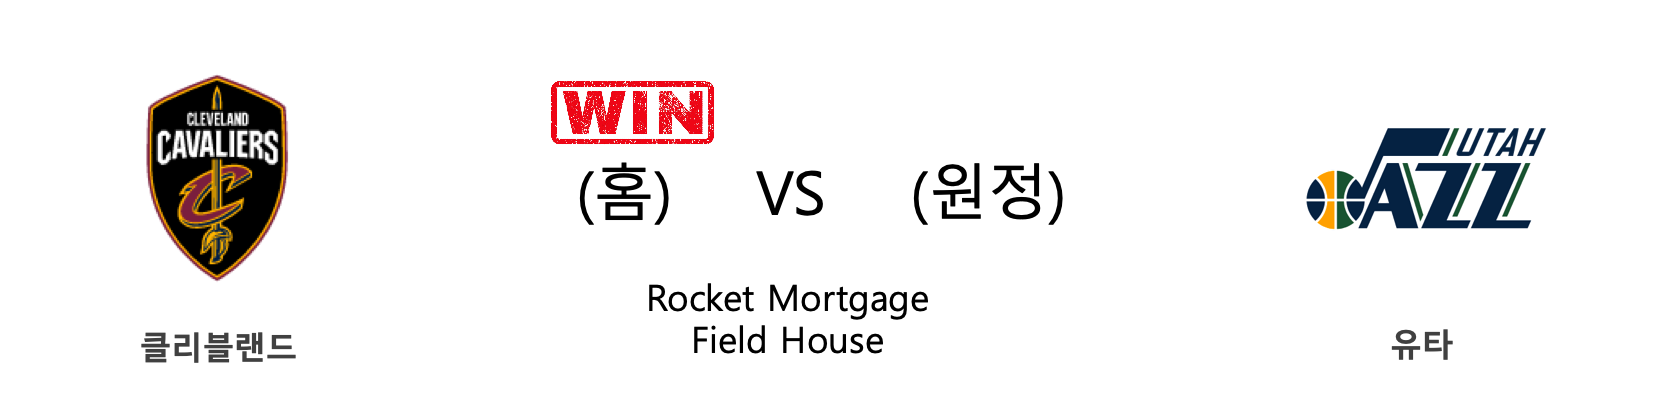 CLEVELAND
CAVALIERS
클리블랜드
WIN
(홈) VS (원정)
Rocket Mortgage
Field House
UTAH
JAZZ
유타